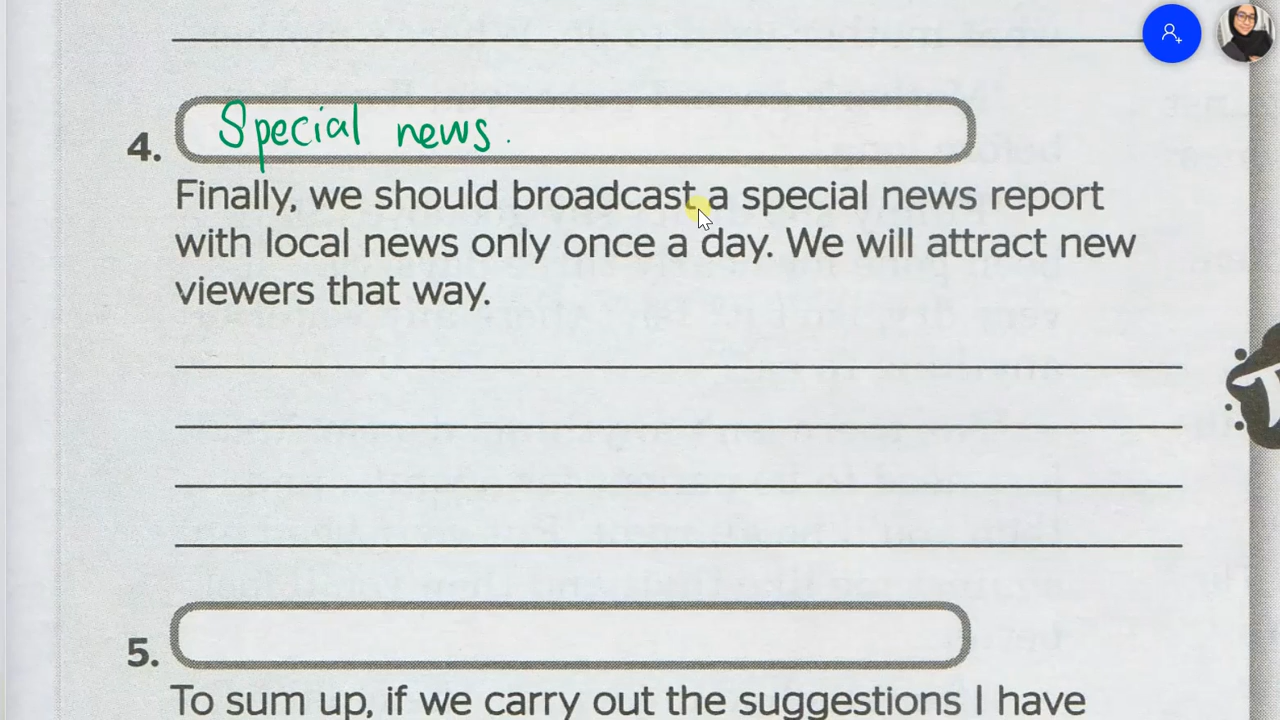 4. Special news.
Finally, we should broadcast a special news report
with local news only once a day. We will attract new
viewers that way.
5.
To sum up, if we carry out the suggestions I have